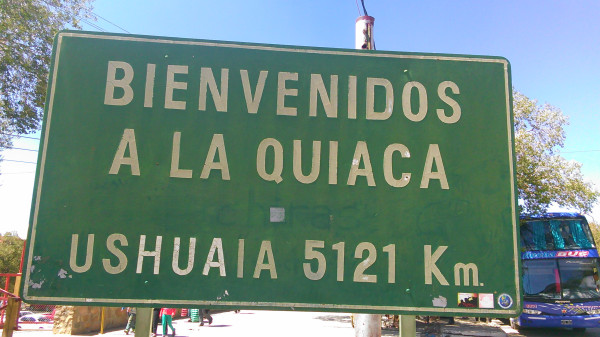 BIENVENIDOS
A LA QUIACA
USHUAIA 5121 Km.